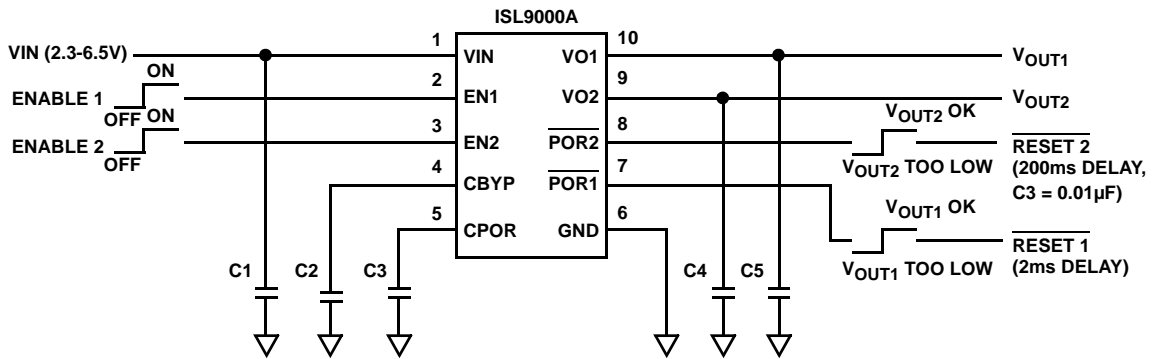 ISL9000A
VIN (2.3-6.5V)
1
VIN
VO1
10
VOUT1
ON
ENABLE 1
OFF
2
EN1
VO2
9
VOUT2
ON
ENABLE 2
OFF
3
EN2
POR2
8
VOUT2 OK
VOUT2 TOO LOW
RESET 2
(200ms DELAY,
C3 = 0.01µF)
4
CBYP
POR1
7
VOUT1 OK
VOUT1 TOO LOW
RESET 1
(2ms DELAY)
5
CPOR
GND
6
C1
C2
C3
C4
C5